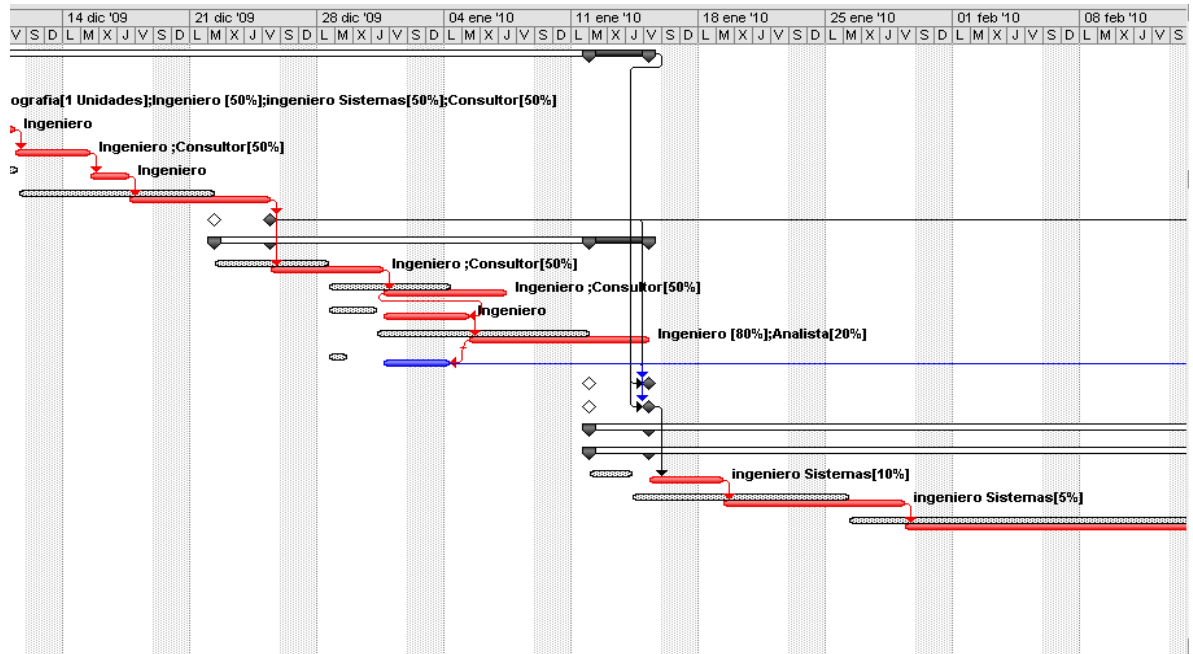 14 dic '09 21 dic '09 28 dic '09 04 ene '10 11 ene '10 18 ene '10 25 ene '10 01 feb '10 08 feb '10
V S D L M X J V S D L M X J V S D L M X J V S D L M X J V S D L M X J V S D L M X J V S D L M X J V S D L M X J V S D L M X J V S
ografia[1 Unidades];Ingeniero [50%];ingeniero Sistemas[50%];Consultor[50%]
Ingeniero
Ingeniero ;Consultor[50%]
Ingeniero
Ingeniero ;Consultor[50%]
Ingeniero ;Consultor[50%]
Ingeniero
Ingeniero [80%];Analista[20%]
ingeniero Sistemas[10%]
ingeniero Sistemas[5%]